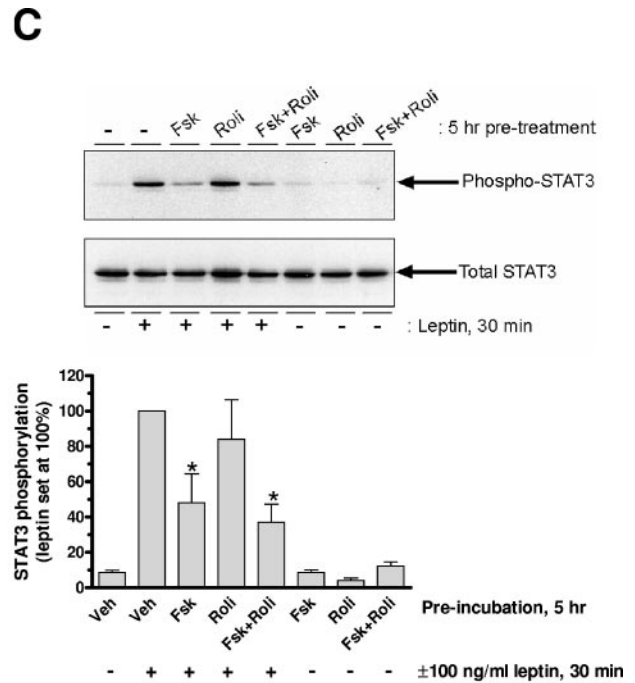 C
- - Fsk Roli Fsk+Roli Fsk Roli Fsk+Roli : 5 hr pre-treatment
Phospho-STAT3
Total STAT3
- + + + + - - - : Leptin, 30 min
STAT3 phosphorylation
(leptin set at 100%)
120
100
80
60
40
20
0
* *
Veh Veh Fsk Roli Fsk+Roli Fsk Roli Fsk+Roli Pre-incubation, 5 hr
- + + + + - - - ±100 ng/ml leptin, 30 min